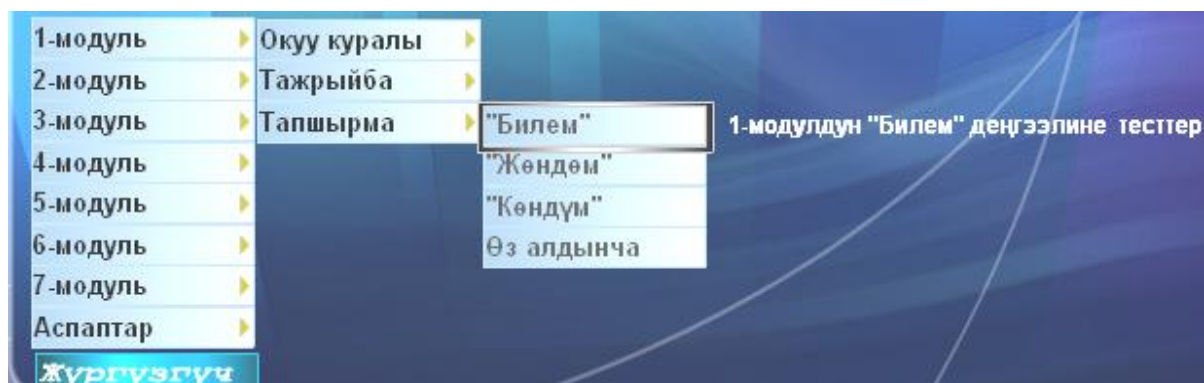 1-модуль
2-модуль
3-модуль
4-модуль
5-модуль
6-модуль
7-модуль
Аспаптар
Жүргүзгүч
Окуу куралы
Тажрыйба
Тапшырма
"Билем"
"Жөндөм"
"Көндүм"
Өз алдынча
1-модулдун "Билем" деңгээлине тесттер